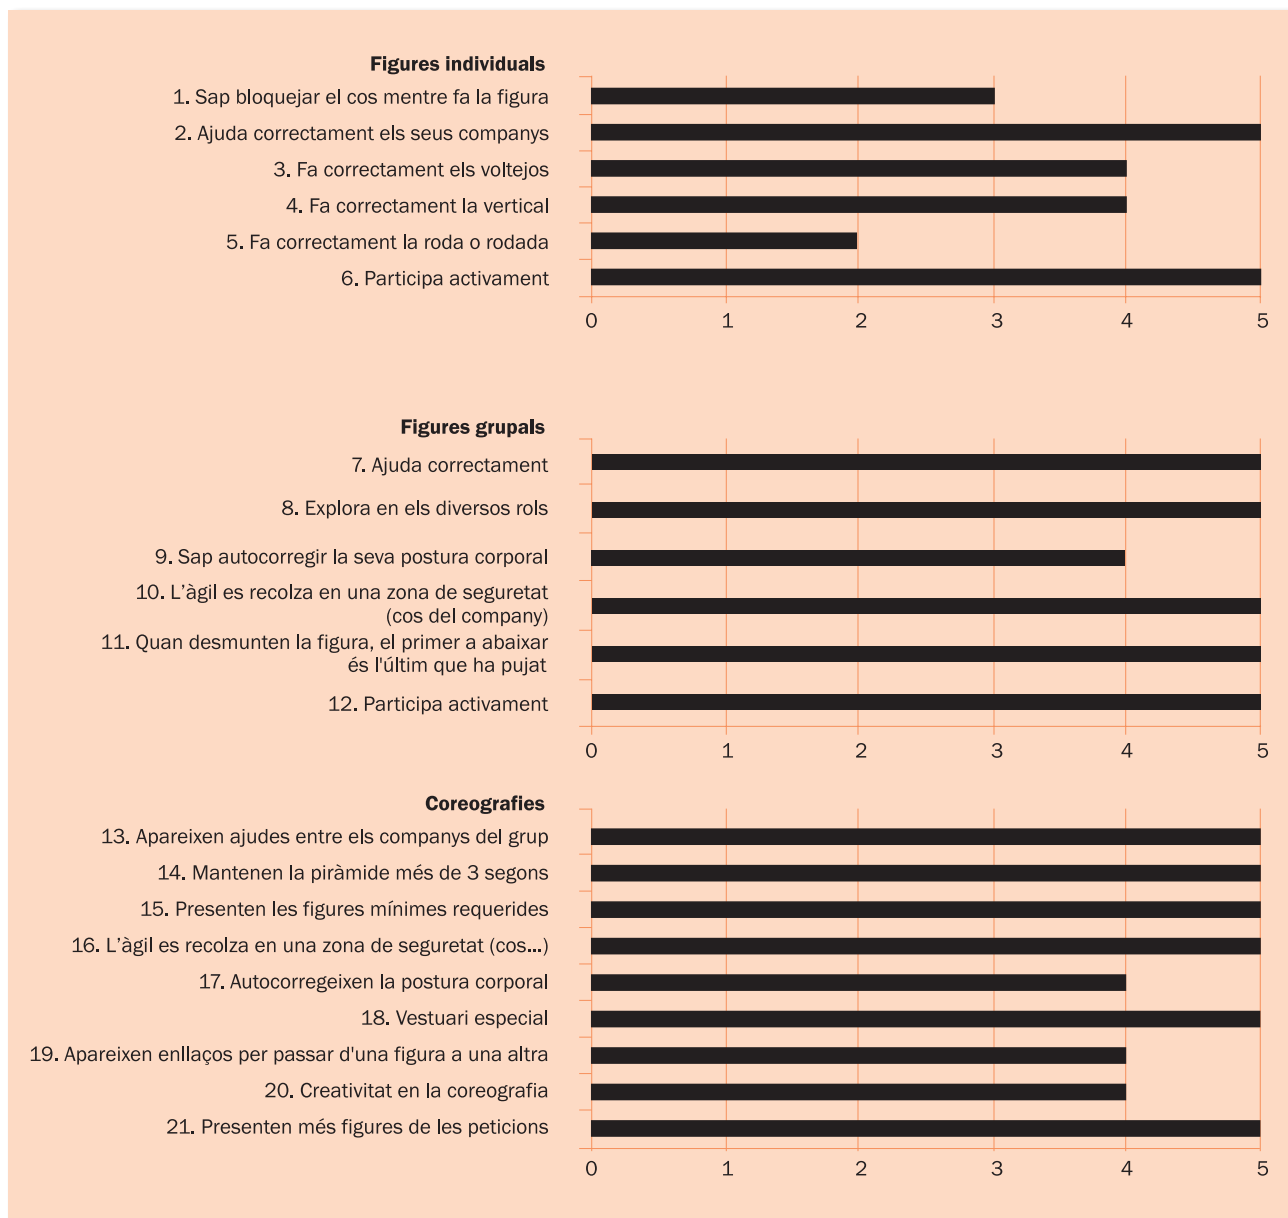 Figures individuals
1. Sap bloquejar el cos mentre fa la figura
2. Ajuda correctament els seus companys
3. Fa correctament els voltejos
4. Fa correctament la vertical
5. Fa correctament la roda o rodada
6. Participa activament
0 1 2 3 4 5
Figures grupals
7. Ajuda correctament
8. Explora en els diversos rols
9. Sap autocorregir la seva postura corporal
10. L’àgil es recolza en una zona de seguretat
(cos del company)
11. Quan desmunten la figura, el primer a abaixar
és l'últim que ha pujat
12. Participa activament
0 1 2 3 4 5
Coreografies
13. Apareixen ajudes entre els companys del grup
14. Mantenen la piràmide més de 3 segons
15. Presenten les figures mínimes requerides
16. L’àgil es recolza en una zona de seguretat (cos...)
17. Autocorregeixen la postura corporal
18. Vestuari especial
19. Apareixen enllaços per passar d'una figura a una altra
20. Creativitat en la coreografia
21. Presenten més figures de les peticions
0 1 2 3 4 5